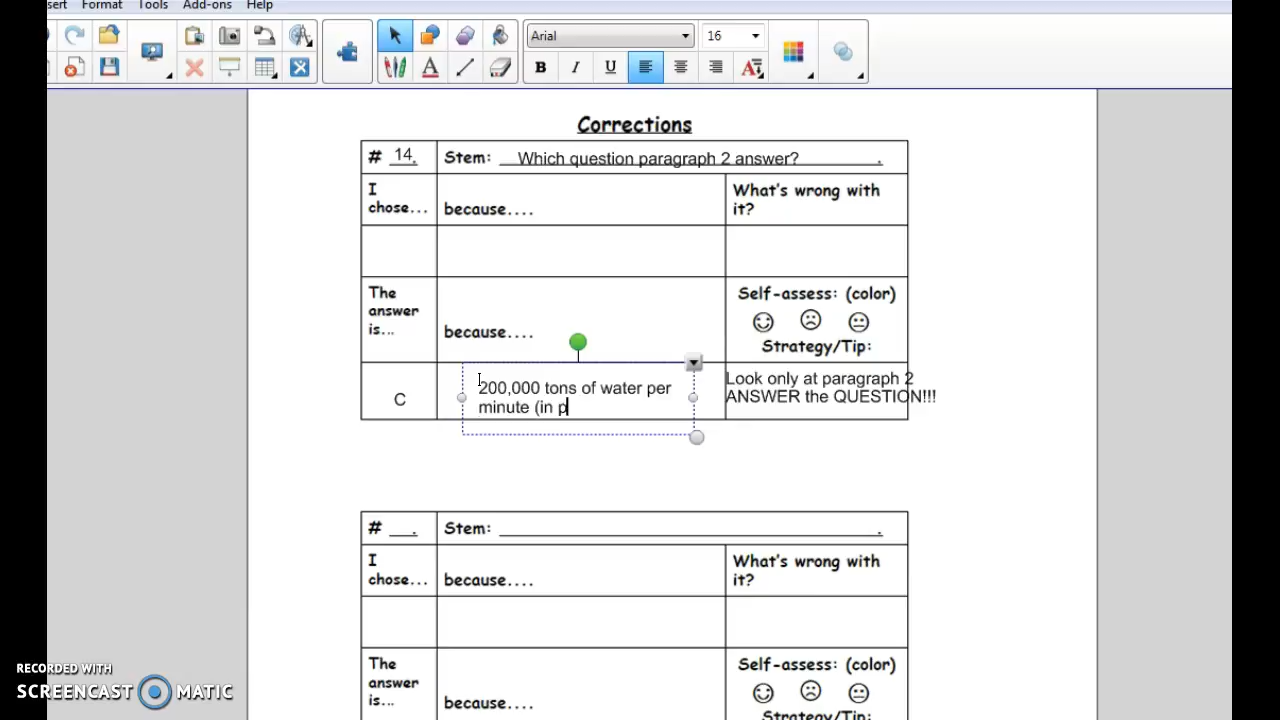 sert Format Tools Add-ons Help
Arial 16
B I U
Corrections
# 14. Stem: Which question paragraph 2 answer? .
I chose... because.... What's wrong with it?
The answer is... because.... Self-assess: (color)
Strategy/Tip:
C 200,000 tons of water per Look only at paragraph 2
minute (in p ANSWER the QUESTION!!!
# ___. Stem: .
I chose... because.... What's wrong with it?
The answer is... because.... Self-assess: (color)
Strategy/Tip:
RECORDED WITH
SCREENCAST MATIC